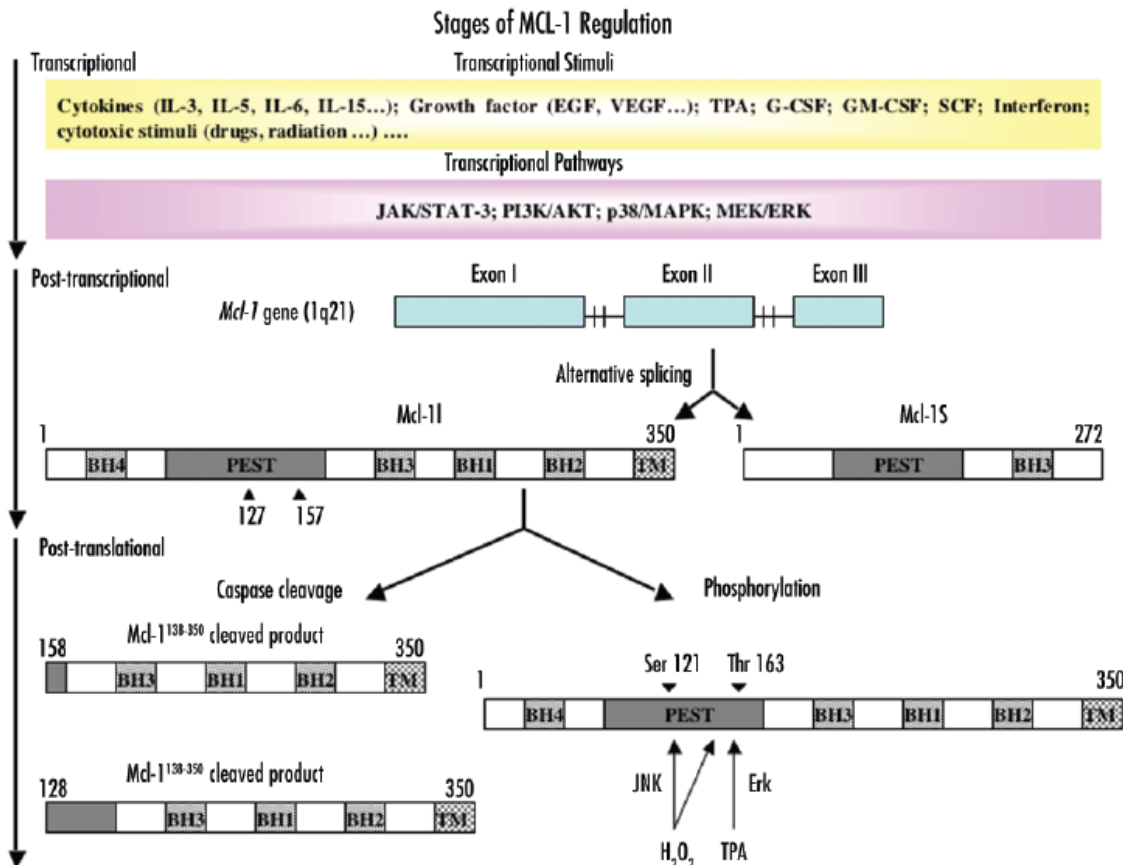 Stages of MCL-1 Regulation
Transcriptional
Transcriptional Stimuli
Cytokines (IL-3, IL-5, IL-6, IL-15...); Growth factor (EGF, VEGF...); TPA; G-CSF; GM-CSF; SCF; Interferon;
cytotoxic stimuli (drugs, radiation ...) ....
Transcriptional Pathways
JAK/STAT-3; PI3K/AKT; p38/MAPK; MEK/ERK
Post-transcriptional
Exon I Exon II Exon III
Mcl-1 gene (1q21)
Alternative splicing
Mcl-1l Mcl-1S
1 350 1 272
BH4 PEST BH3 BH1 BH2 TM PEST BH3
127 157
Post-translational
Caspase cleavage Phosphorylation
Mcl-1¹³⁸⁻³⁵⁰ cleaved product
158 350
BH3 BH1 BH2 TM
Ser 121 Thr 163
1 350
BH4 PEST BH3 BH1 BH2 TM
Mcl-1¹³⁸⁻³⁵⁰ cleaved product
128 350
BH3 BH1 BH2 TM
JNK Erk
H₂O₂ TPA